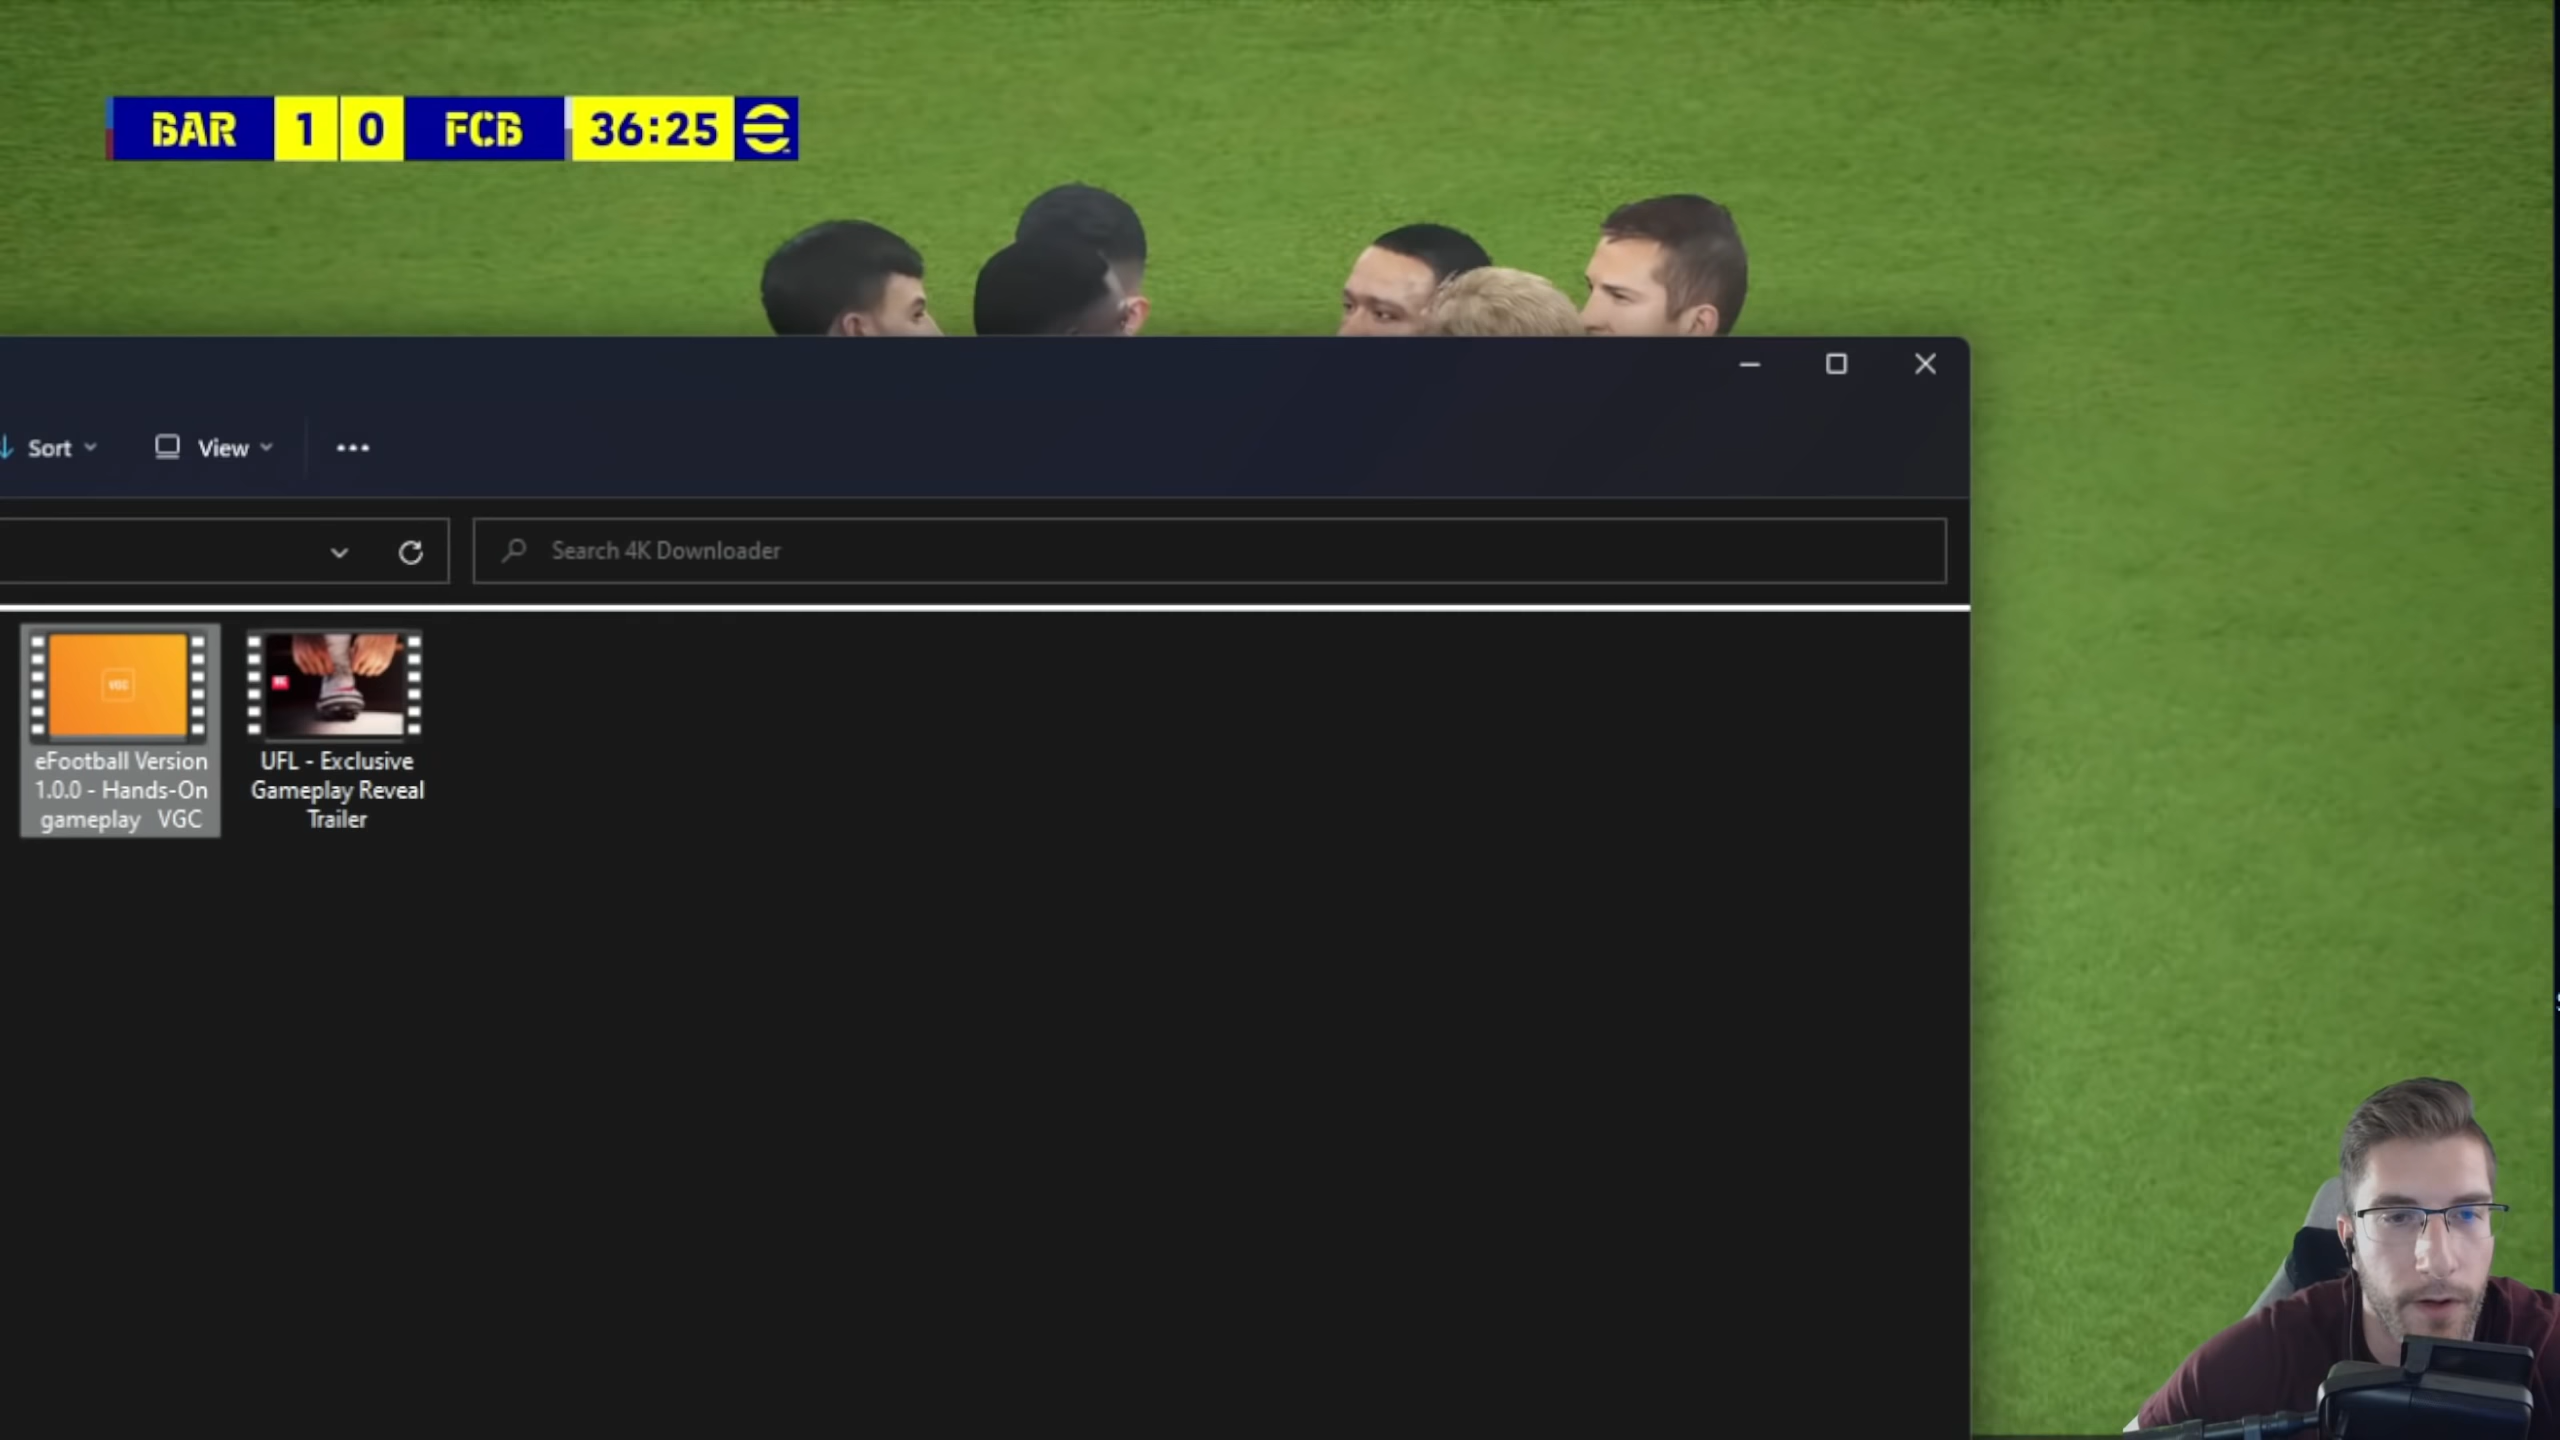 BAR 1 0 FCB 36:25
Sort View
Search 4K Downloader
VGC
eFootball Version
1.0.0 - Hands-On
gameplay VGC
UFL - Exclusive
Gameplay Reveal
Trailer